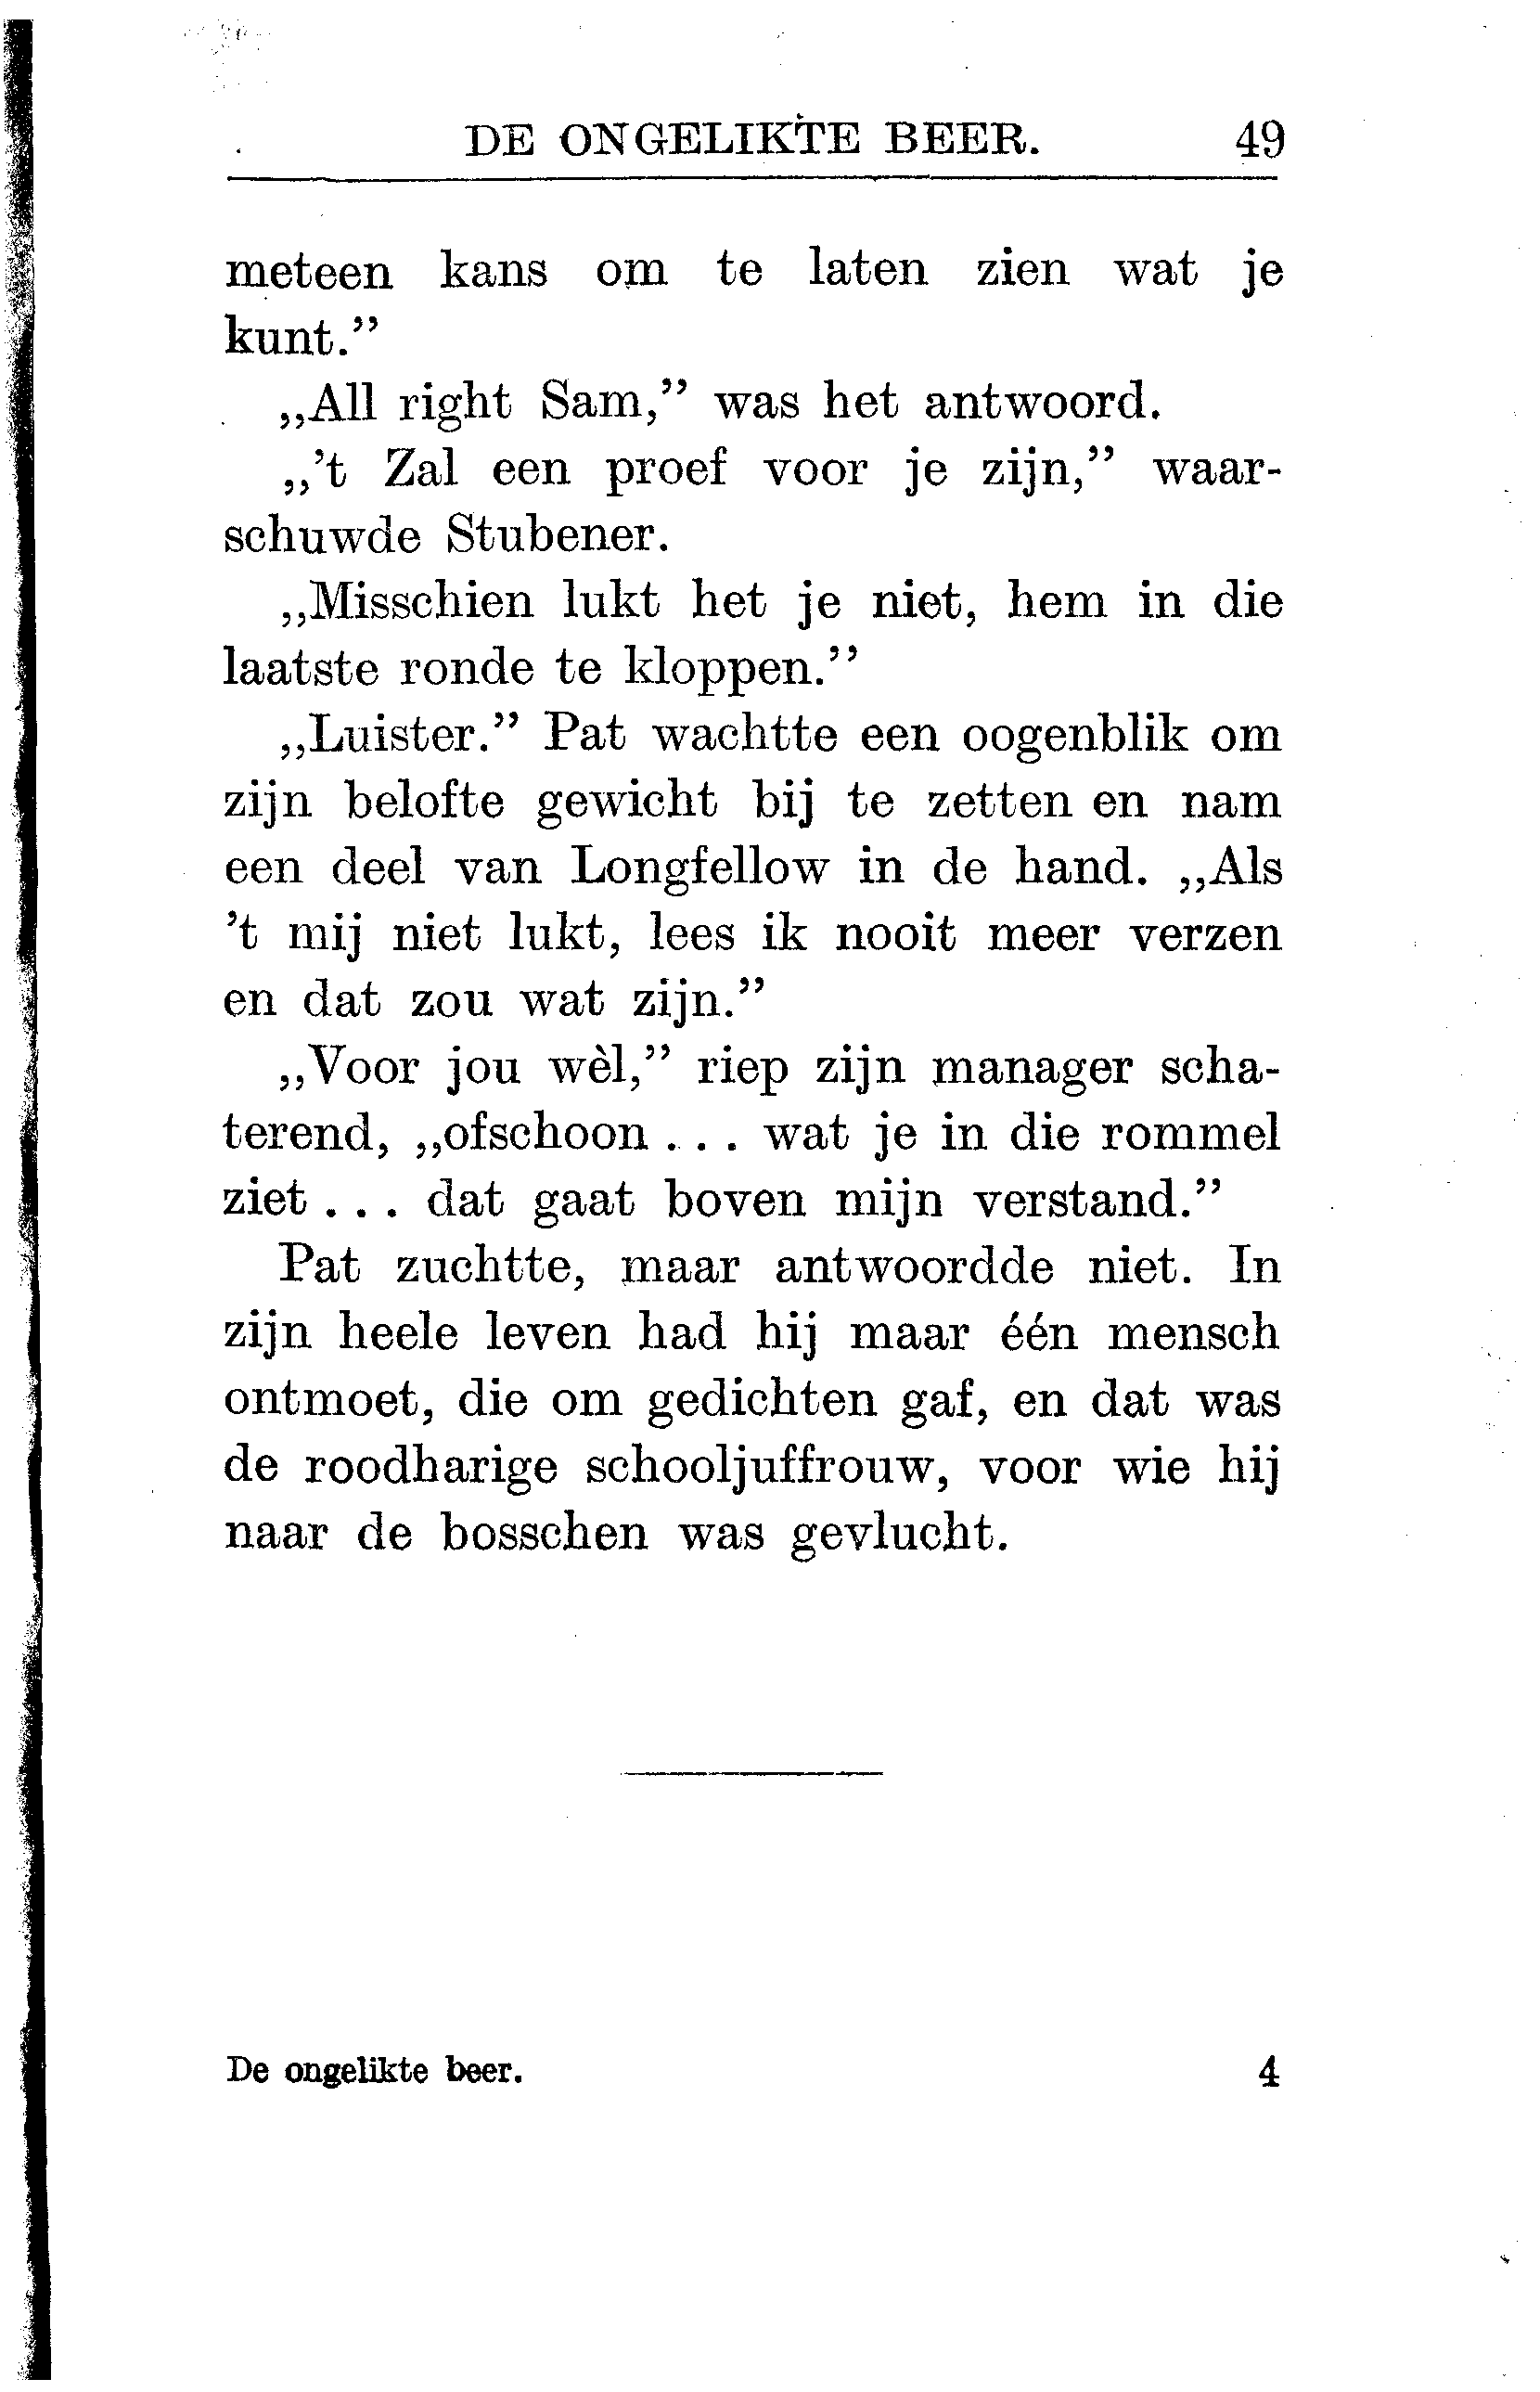 DE ONGELIKTE BEER. 49
meteen kans om te laten zien wat je
kunt.”
„All right Sam,” was het antwoord.
„’t Zal een proef voor je zijn,” waar-
schuwde Stubener.
„Misschien lukt het je niet, hem in die
laatste ronde te kloppen.”
„Luister.” Pat wachtte een oogenblik om
zijn belofte gewicht bij te zetten en nam
een deel van Longfellow in de hand. „Als
’t mij niet lukt, lees ik nooit meer verzen
en dat zou wat zijn.”
„Voor jou wèl,” riep zijn manager scha-
terend, „ofschoon . . . wat je in die rommel
ziet . . . dat gaat boven mijn verstand.”
Pat zuchtte, maar antwoordde niet. In
zijn heele leven had hij maar één mensch
ontmoet, die om gedichten gaf, en dat was
de roodharige schooljuffrouw, voor wie hij
naar de bosschen was gevlucht.
De ongelikte beer. 4